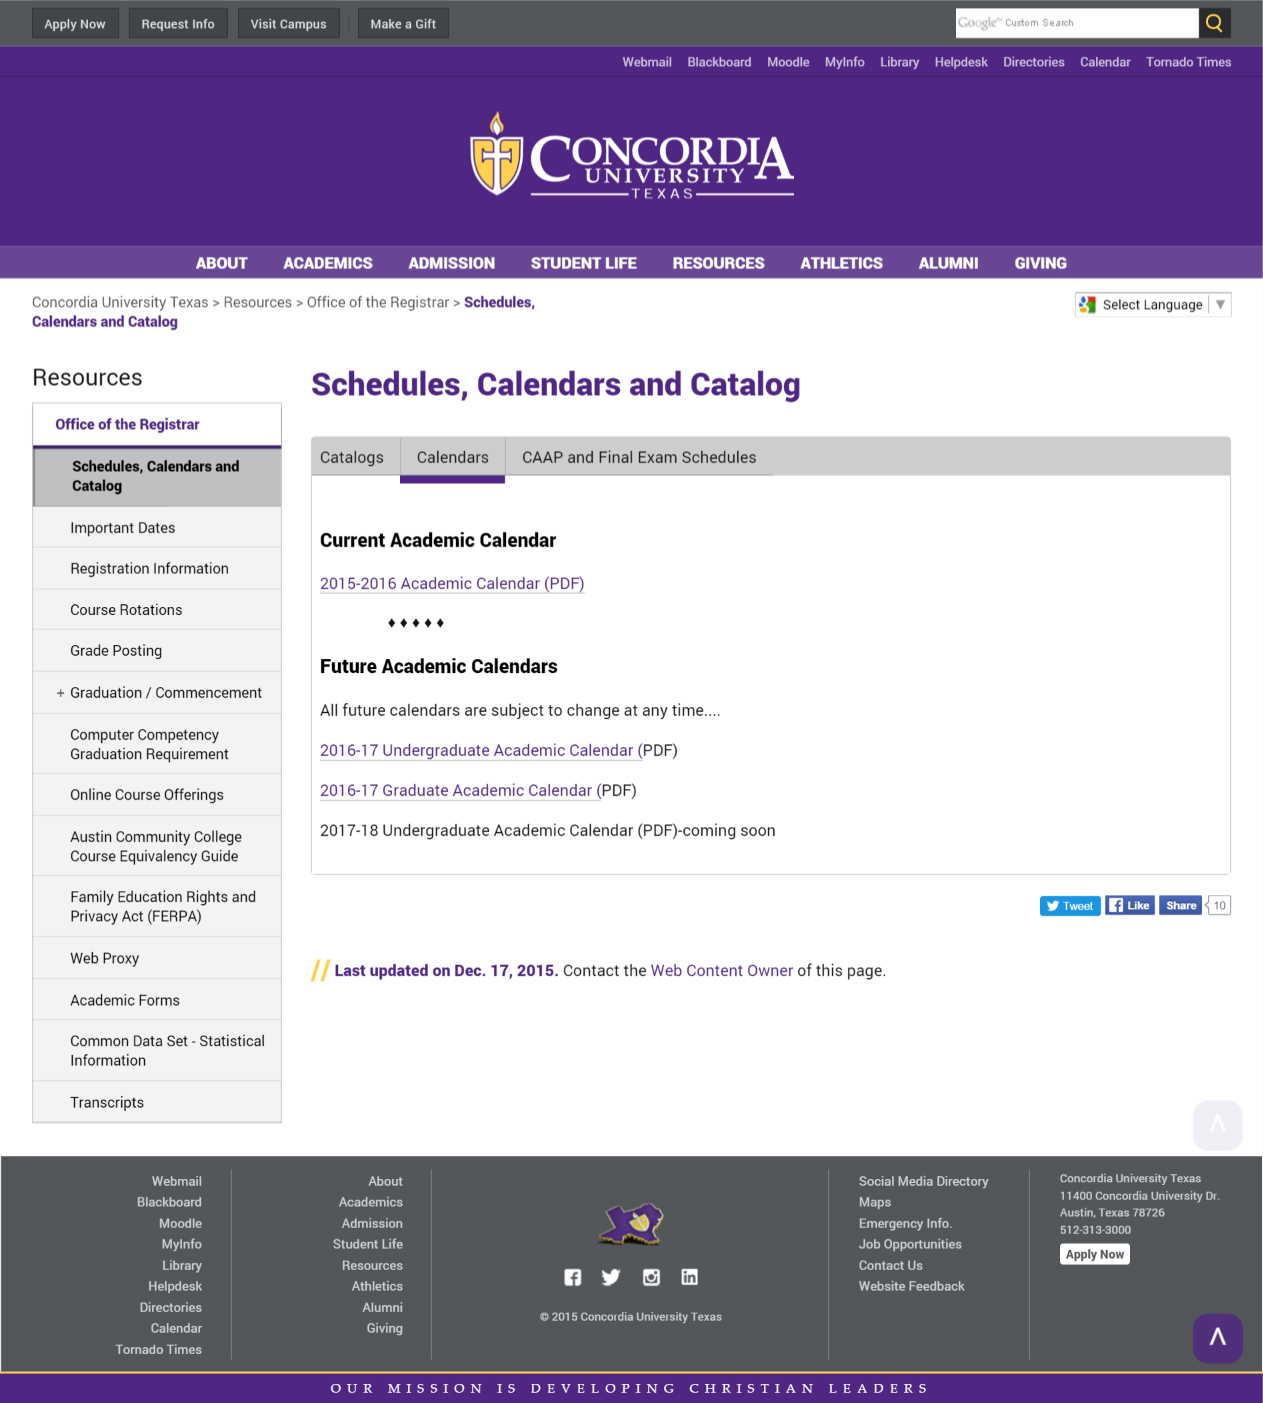 Apply Now
Request Info
Visit Campus
Make a Gift
Google™ Custom Search
Webmail
Blackboard
Moodle
MyInfo
Library
Helpdesk
Directories
Calendar
Tornado Times
CONCORDIA
UNIVERSITY
TEXAS
ABOUT
ACADEMICS
ADMISSION
STUDENT LIFE
RESOURCES
ATHLETICS
ALUMNI
GIVING
Concordia University Texas > Resources > Office of the Registrar > Schedules,
Calendars and Catalog
Select Language ▼
Resources
Office of the Registrar
Schedules, Calendars and
Catalog
Important Dates
Registration Information
Course Rotations
Grade Posting
+ Graduation / Commencement
Computer Competency
Graduation Requirement
Online Course Offerings
Austin Community College
Course Equivalency Guide
Family Education Rights and
Privacy Act (FERPA)
Web Proxy
Academic Forms
Common Data Set - Statistical
Information
Transcripts
Schedules, Calendars and Catalog
Catalogs
Calendars
CAAP and Final Exam Schedules
Current Academic Calendar
2015-2016 Academic Calendar (PDF)
♦ ♦ ♦ ♦ ♦
Future Academic Calendars
All future calendars are subject to change at any time....
2016-17 Undergraduate Academic Calendar (PDF)
2016-17 Graduate Academic Calendar (PDF)
2017-18 Undergraduate Academic Calendar (PDF)-coming soon
Tweet
Like
Share
10
// Last updated on Dec. 17, 2015. Contact the Web Content Owner of this page.
Webmail
Blackboard
Moodle
MyInfo
Library
Helpdesk
Directories
Calendar
Tornado Times
About
Academics
Admission
Student Life
Resources
Athletics
Alumni
Giving
© 2015 Concordia University Texas
Social Media Directory
Maps
Emergency Info.
Job Opportunities
Contact Us
Website Feedback
Concordia University Texas
11400 Concordia University Dr.
Austin, Texas 78726
512-313-3000
Apply Now
OUR MISSION IS DEVELOPING CHRISTIAN LEADERS